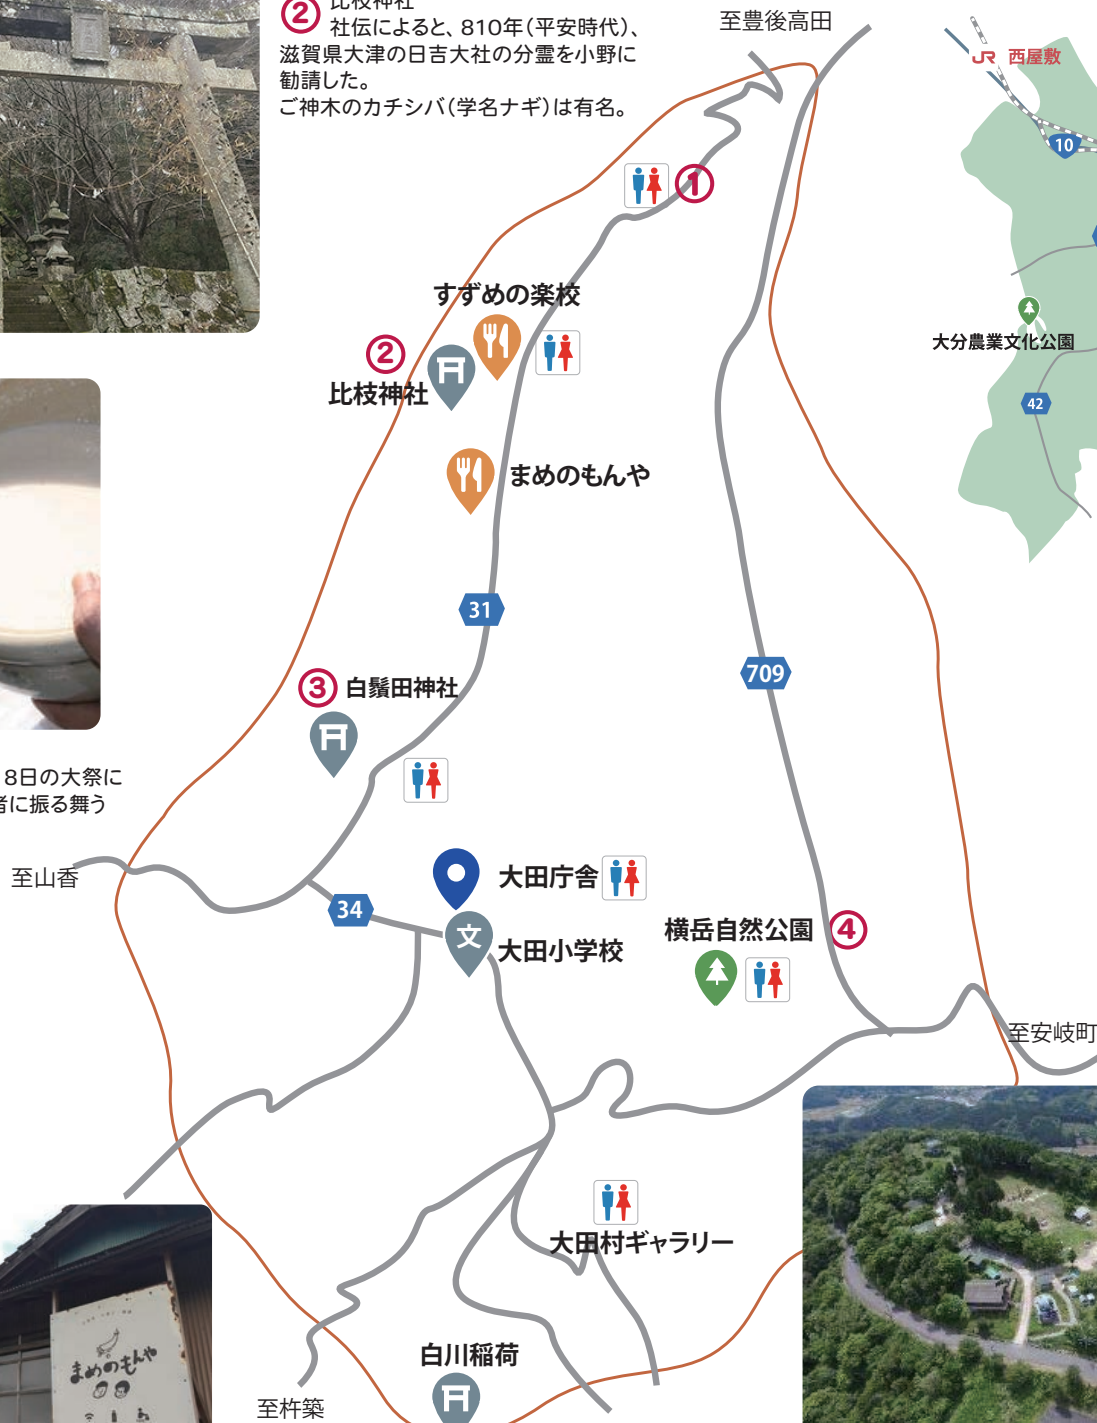 ② 比枝神社
社伝によると、810年(平安時代)、
滋賀県大津の日吉大社の分霊を小野に
勧請した。
ご神木のカチシバ(学名ナギ)は有名。
至豊後高田
JR 西屋敷
10
①
すずめの楽校
②
比枝神社
大分農業文化公園
42
まめのもんや
31
709
③ 白鬚田神社
8日の大祭に
者に振る舞う
至山香
34
大田庁舎
文
大田小学校
横岳自然公園
④
至安岐町
大田村ギャラリー
まめのもんや
白川稲荷
至杵築